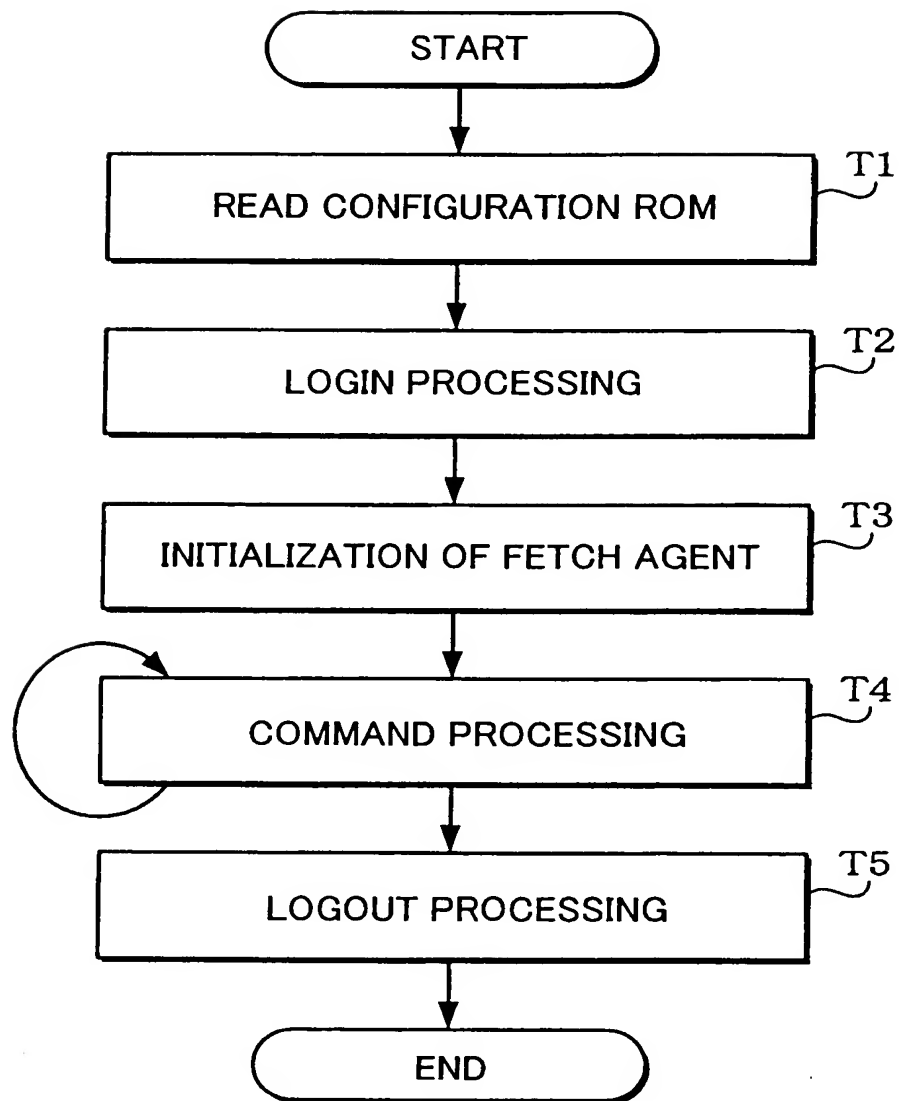 START
T1
READ CONFIGURATION ROM
T2
LOGIN PROCESSING
T3
INITIALIZATION OF FETCH AGENT
T4
COMMAND PROCESSING
T5
LOGOUT PROCESSING
END